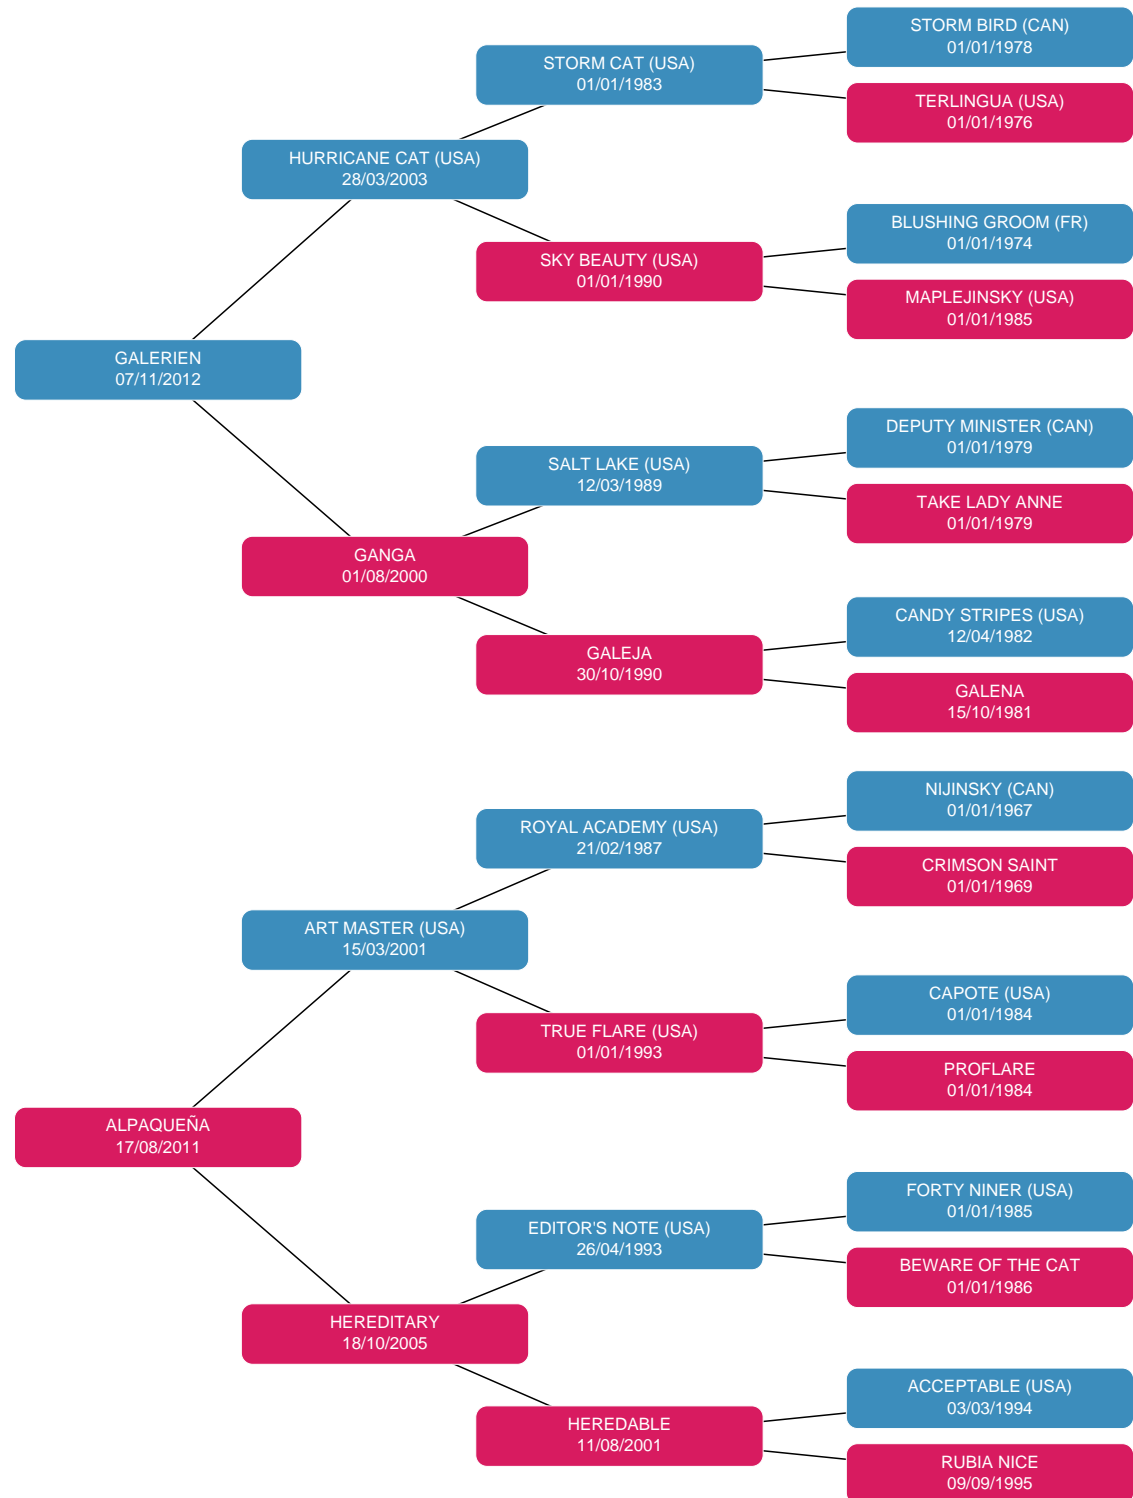 STORM BIRD (CAN)
01/01/1978
STORM CAT (USA)
01/01/1983
TERLINGUA (USA)
01/01/1976
HURRICANE CAT (USA)
28/03/2003
BLUSHING GROOM (FR)
01/01/1974
SKY BEAUTY (USA)
01/01/1990
MAPLEJINSKY (USA)
01/01/1985
GALERIEN
07/11/2012
DEPUTY MINISTER (CAN)
01/01/1979
SALT LAKE (USA)
12/03/1989
TAKE LADY ANNE
01/01/1979
GANGA
01/08/2000
CANDY STRIPES (USA)
12/04/1982
GALEJA
30/10/1990
GALENA
15/10/1981
NIJINSKY (CAN)
01/01/1967
ROYAL ACADEMY (USA)
21/02/1987
CRIMSON SAINT
01/01/1969
ART MASTER (USA)
15/03/2001
CAPOTE (USA)
01/01/1984
TRUE FLARE (USA)
01/01/1993
PROFLARE
01/01/1984
ALPAQUEÑA
17/08/2011
FORTY NINER (USA)
01/01/1985
EDITOR'S NOTE (USA)
26/04/1993
BEWARE OF THE CAT
01/01/1986
HEREDITARY
18/10/2005
ACCEPTABLE (USA)
03/03/1994
HEREDABLE
11/08/2001
RUBIA NICE
09/09/1995